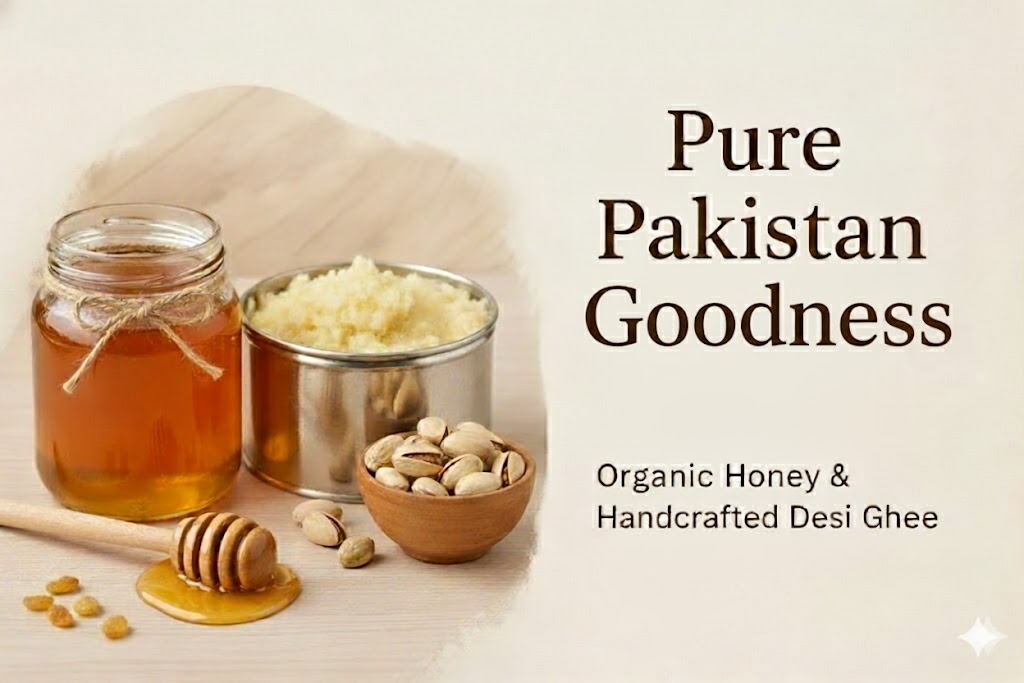 Pure
Pakistan
Goodness
Organic Honey &
Handcrafted Desi Ghee